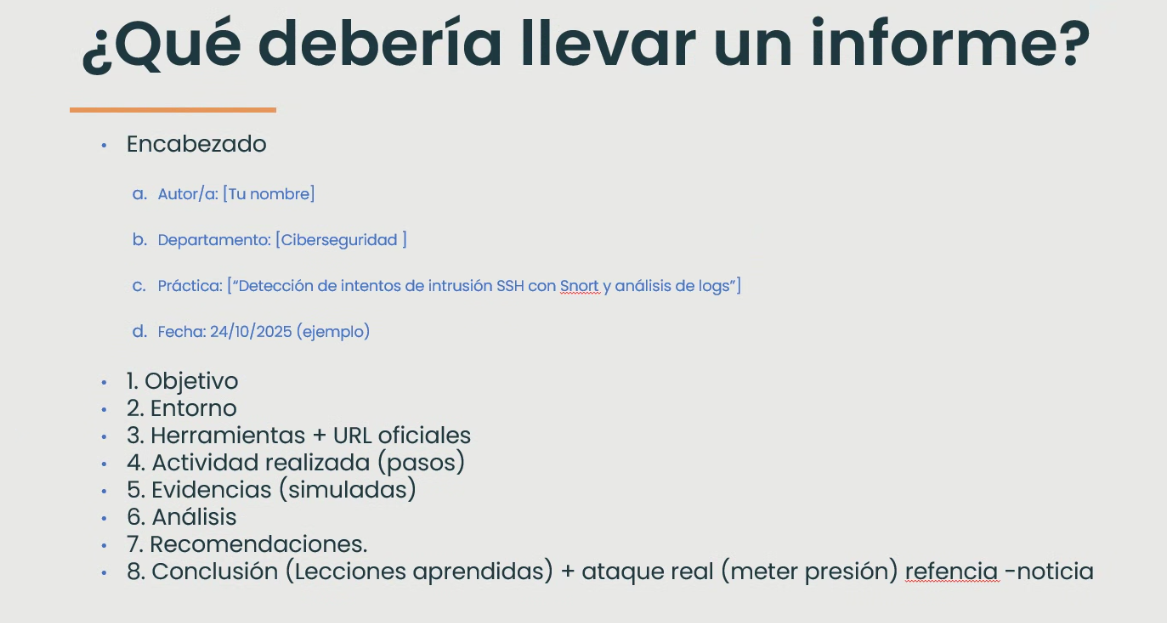 ¿Qué debería llevar un informe?
• Encabezado
a. Autor/a: [Tu nombre]
b. Departamento: [Ciberseguridad ]
c. Práctica: [“Detección de intentos de intrusión SSH con Snort y análisis de logs”]
d. Fecha: 24/10/2025 (ejemplo)
• 1. Objetivo
• 2. Entorno
• 3. Herramientas + URL oficiales
• 4. Actividad realizada (pasos)
• 5. Evidencias (simuladas)
• 6. Análisis
• 7. Recomendaciones.
• 8. Conclusión (Lecciones aprendidas) + ataque real (meter presión) refencia -noticia